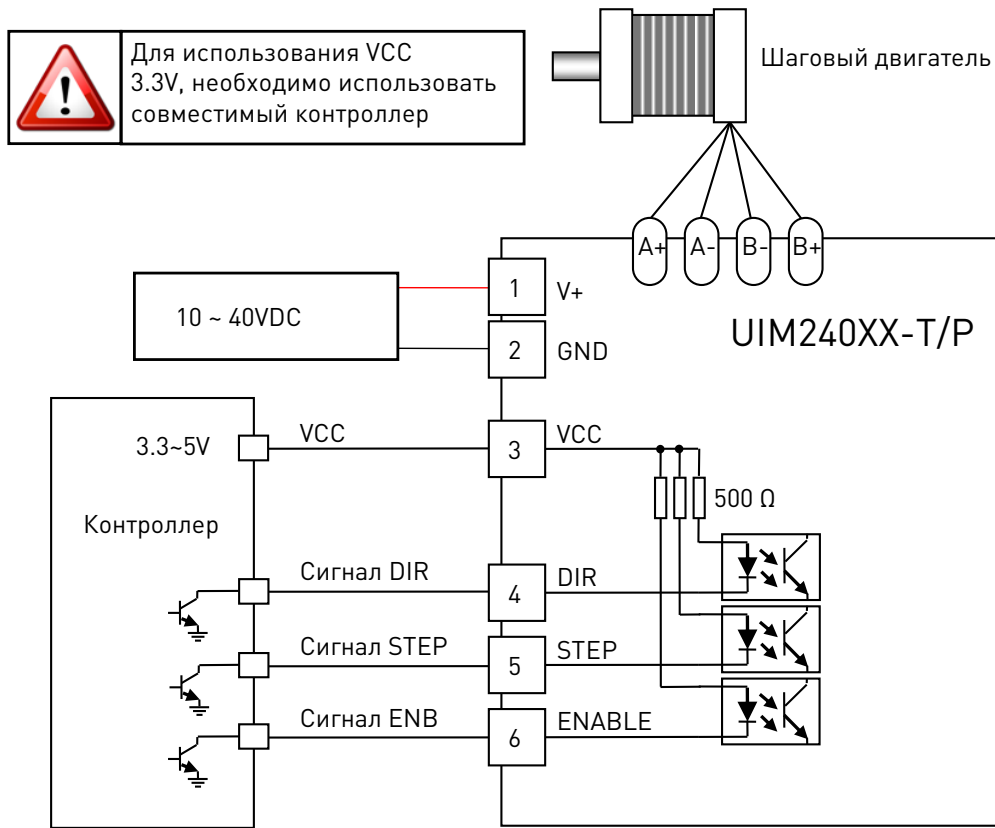 Для использования VCC
3.3V, необходимо использовать
совместимый контроллер
Шаговый двигатель
A+ A- B- B+
UIM240XX-T/P
10 ~ 40VDC
1 V+
2 GND
3.3~5V VCC 3 VCC
500 Ω
Контроллер
Сигнал DIR 4 DIR
Сигнал STEP 5 STEP
Сигнал ENB 6 ENABLE